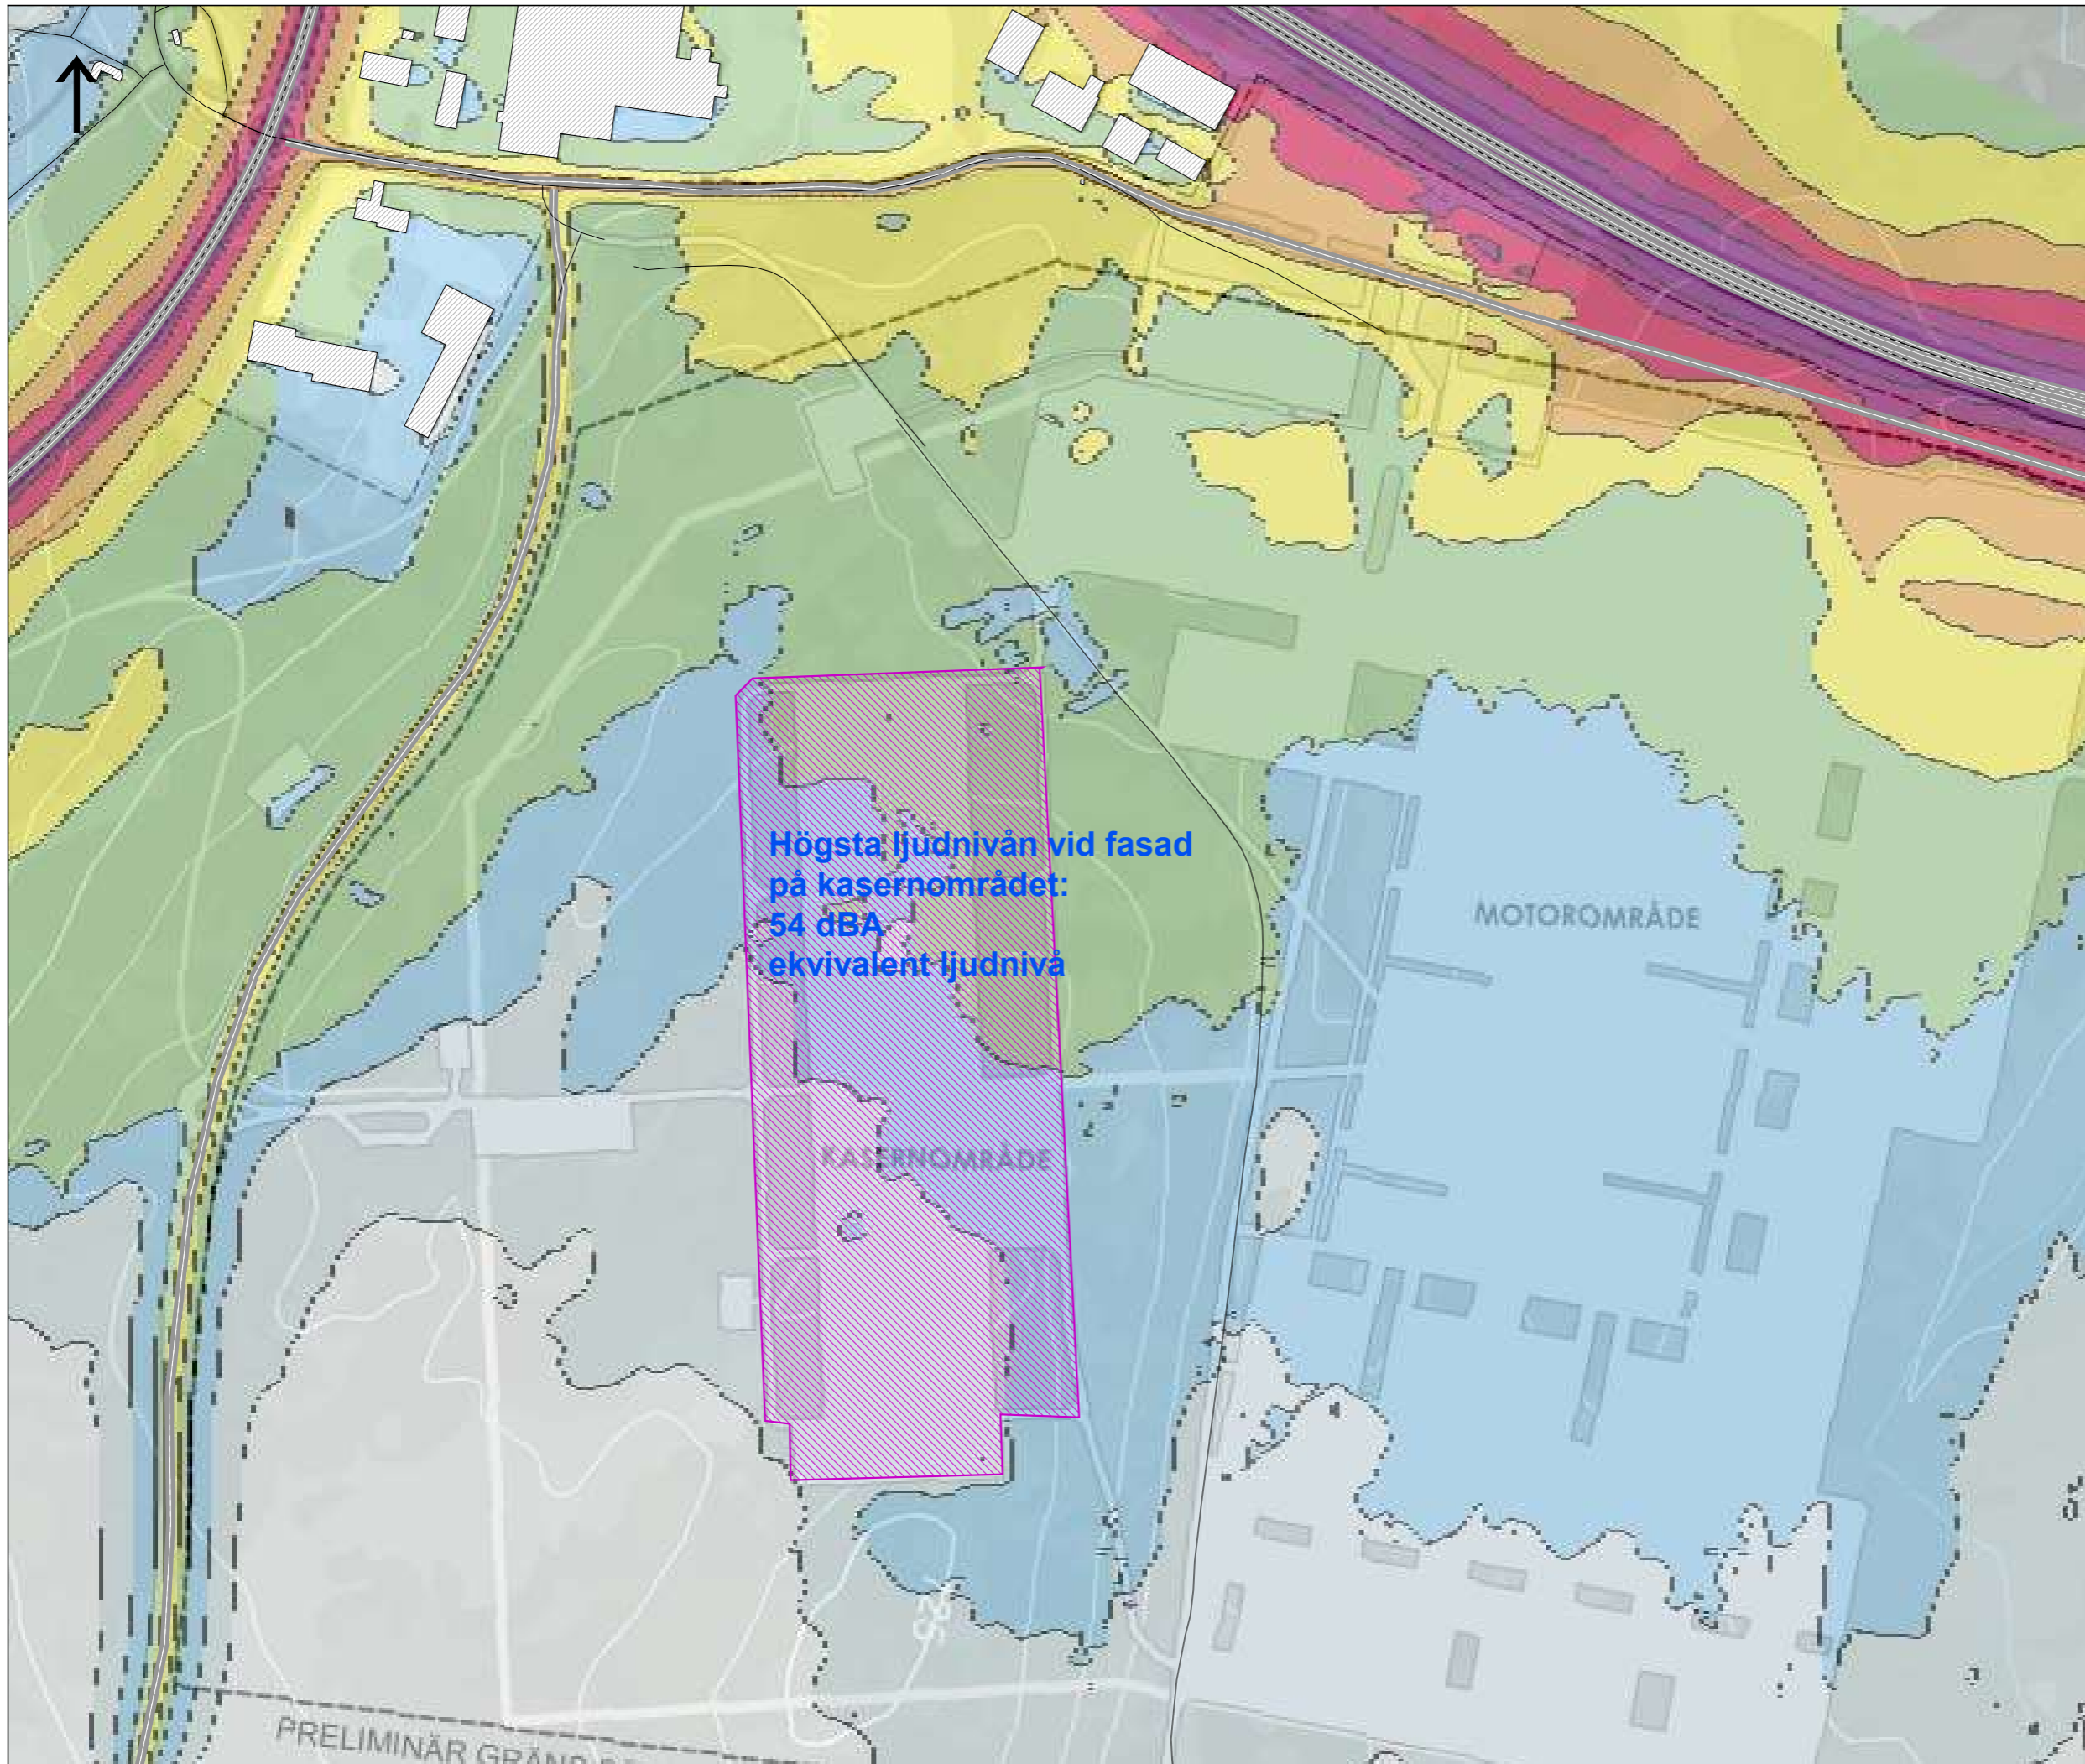 Högsta ljudnivån vid fasad
på kasernområdet:
54 dBA
ekvivalent ljudnivå
MOTOROMRÅDE
KASERNOMRÅDE
PRELIMINÄR